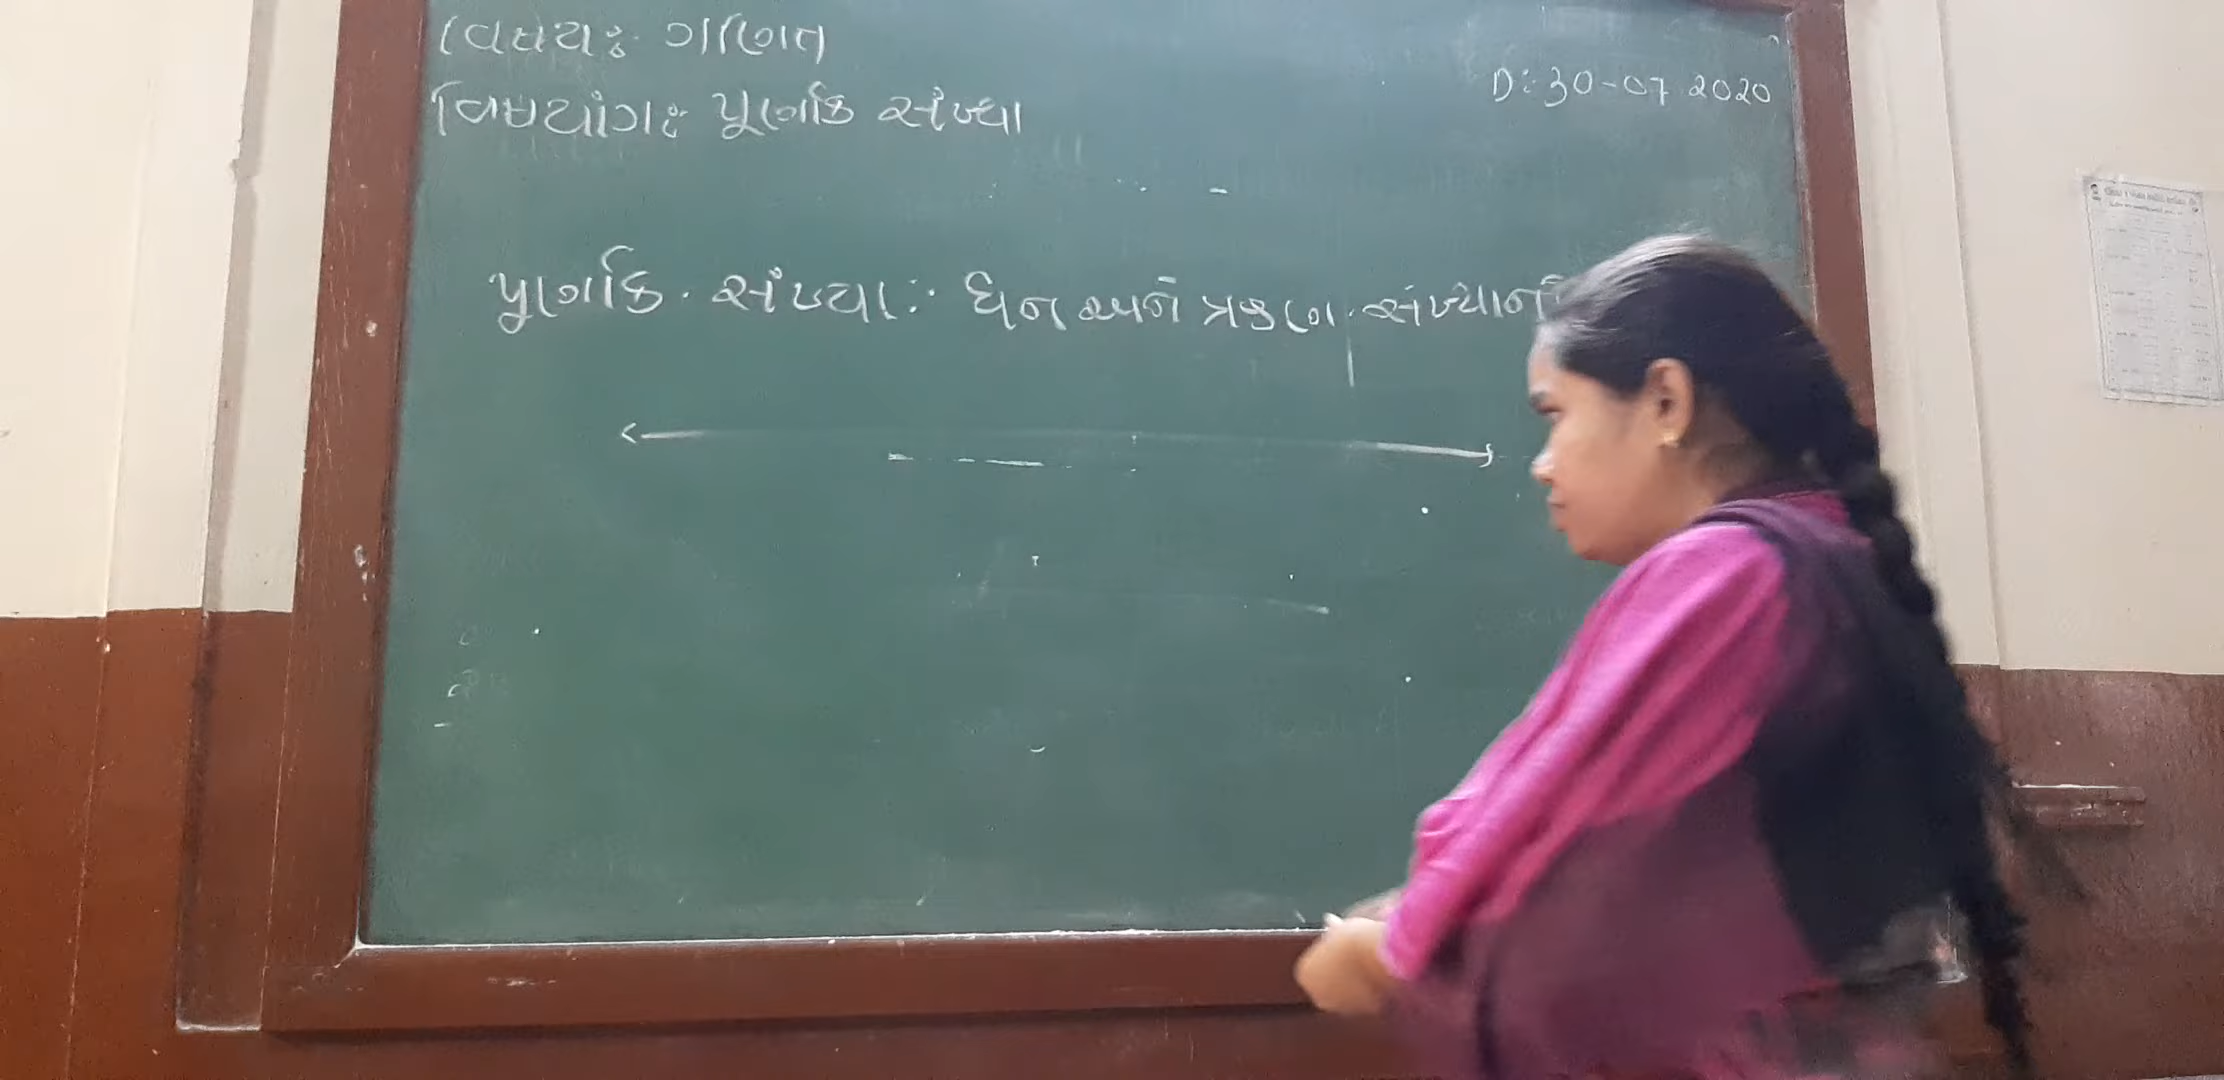 વિષય:- ગણિત
D:- 30-07-2020
વિષયાંગ:- પૂર્ણાંક સંખ્યા
પૂર્ણાંક સંખ્યા:- ધન અને ઋણ સંખ્યાની